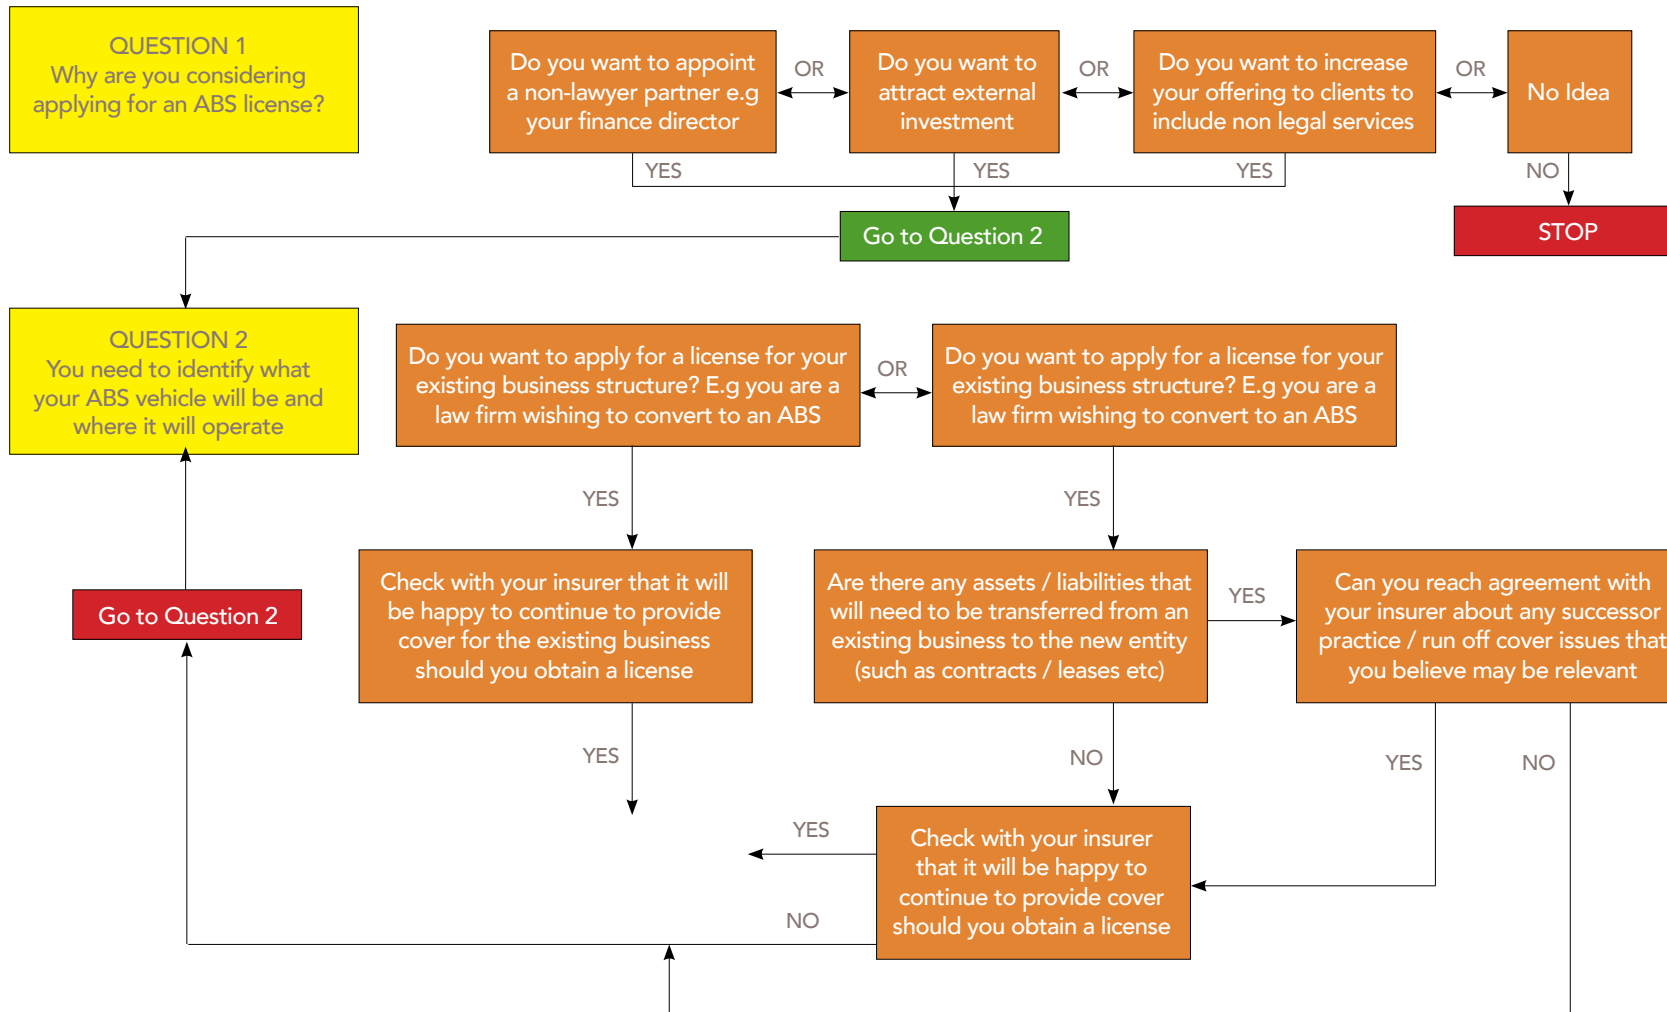 QUESTION 1
Why are you considering
applying for an ABS license?
Do you want to appoint
a non-lawyer partner e.g
your finance director
OR
Do you want to
attract external
investment
OR
Do you want to increase
your offering to clients to
include non legal services
OR
No Idea
YES
YES
YES
NO
Go to Question 2
STOP
QUESTION 2
You need to identify what
your ABS vehicle will be and
where it will operate
Do you want to apply for a license for your
existing business structure? E.g you are a
law firm wishing to convert to an ABS
OR
Do you want to apply for a license for your
existing business structure? E.g you are a
law firm wishing to convert to an ABS
YES
YES
Go to Question 2
Check with your insurer that it will
be happy to continue to provide
cover for the existing business
should you obtain a license
Are there any assets / liabilities that
will need to be transferred from an
existing business to the new entity
(such as contracts / leases etc)
YES
Can you reach agreement with
your insurer about any successor
practice / run off cover issues that
you believe may be relevant
YES
NO
YES
NO
YES
Check with your insurer
that it will be happy to
continue to provide cover
should you obtain a license
NO